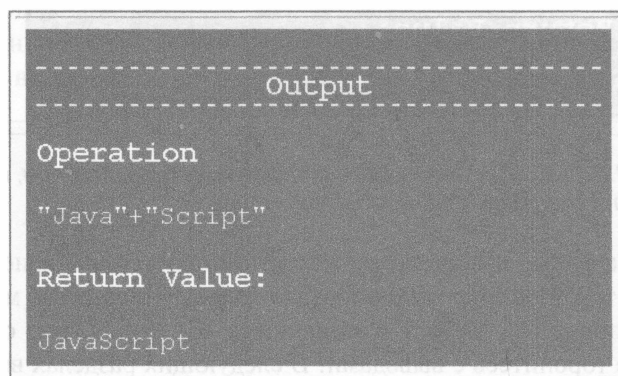 Output
Operation
"Java"+"Script"
Return Value:
JavaScript